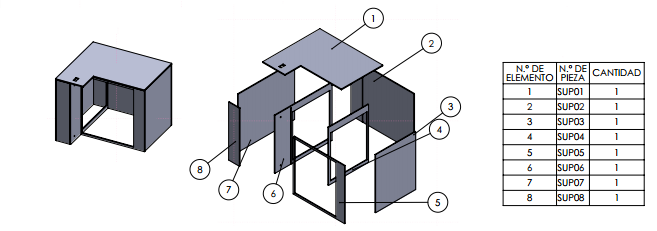 1
2
3
4
5
6
7
8
N.º DE ELEMENTO N.º DE PIEZA CANTIDAD
1 SUP01 1
2 SUP02 1
3 SUP03 1
4 SUP04 1
5 SUP05 1
6 SUP06 1
7 SUP07 1
8 SUP08 1